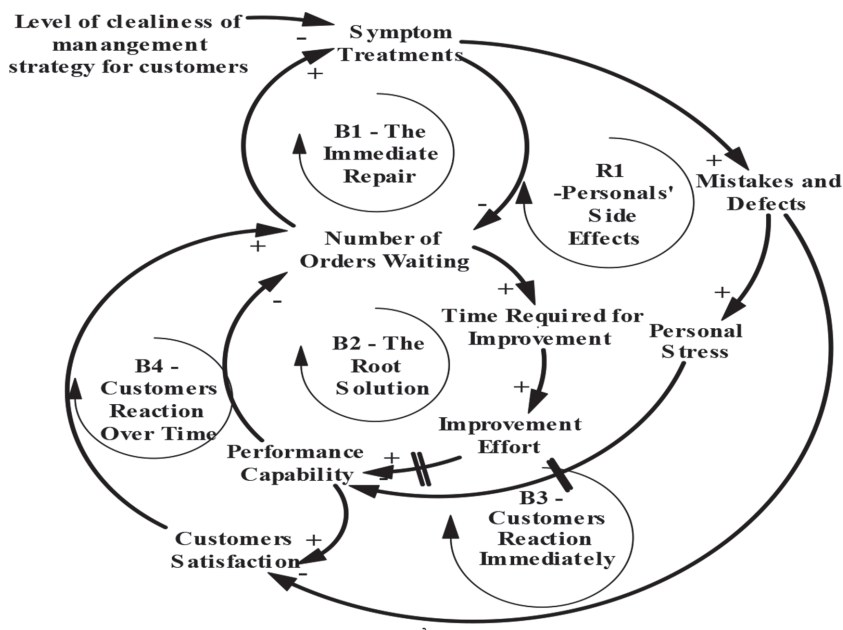 Level of clealiness of
manangement
strategy for customers
-
Symptom
Treatments
+
B1 - The
Immediate
Repair
-
R1
-Personals'
Side
Effects
+
Mistakes and
Defects
+
Number of
Orders Waiting
-
+
Time Required for
Improvement
+
Personal
Stress
B2 - The
Root
Solution
B4 -
Customers
Reaction
Over Time
+
Improvement
Effort
Performance
Capability
+
-
B3 -
Customers
Reaction
Immediately
Customers
Satisfaction
+
-